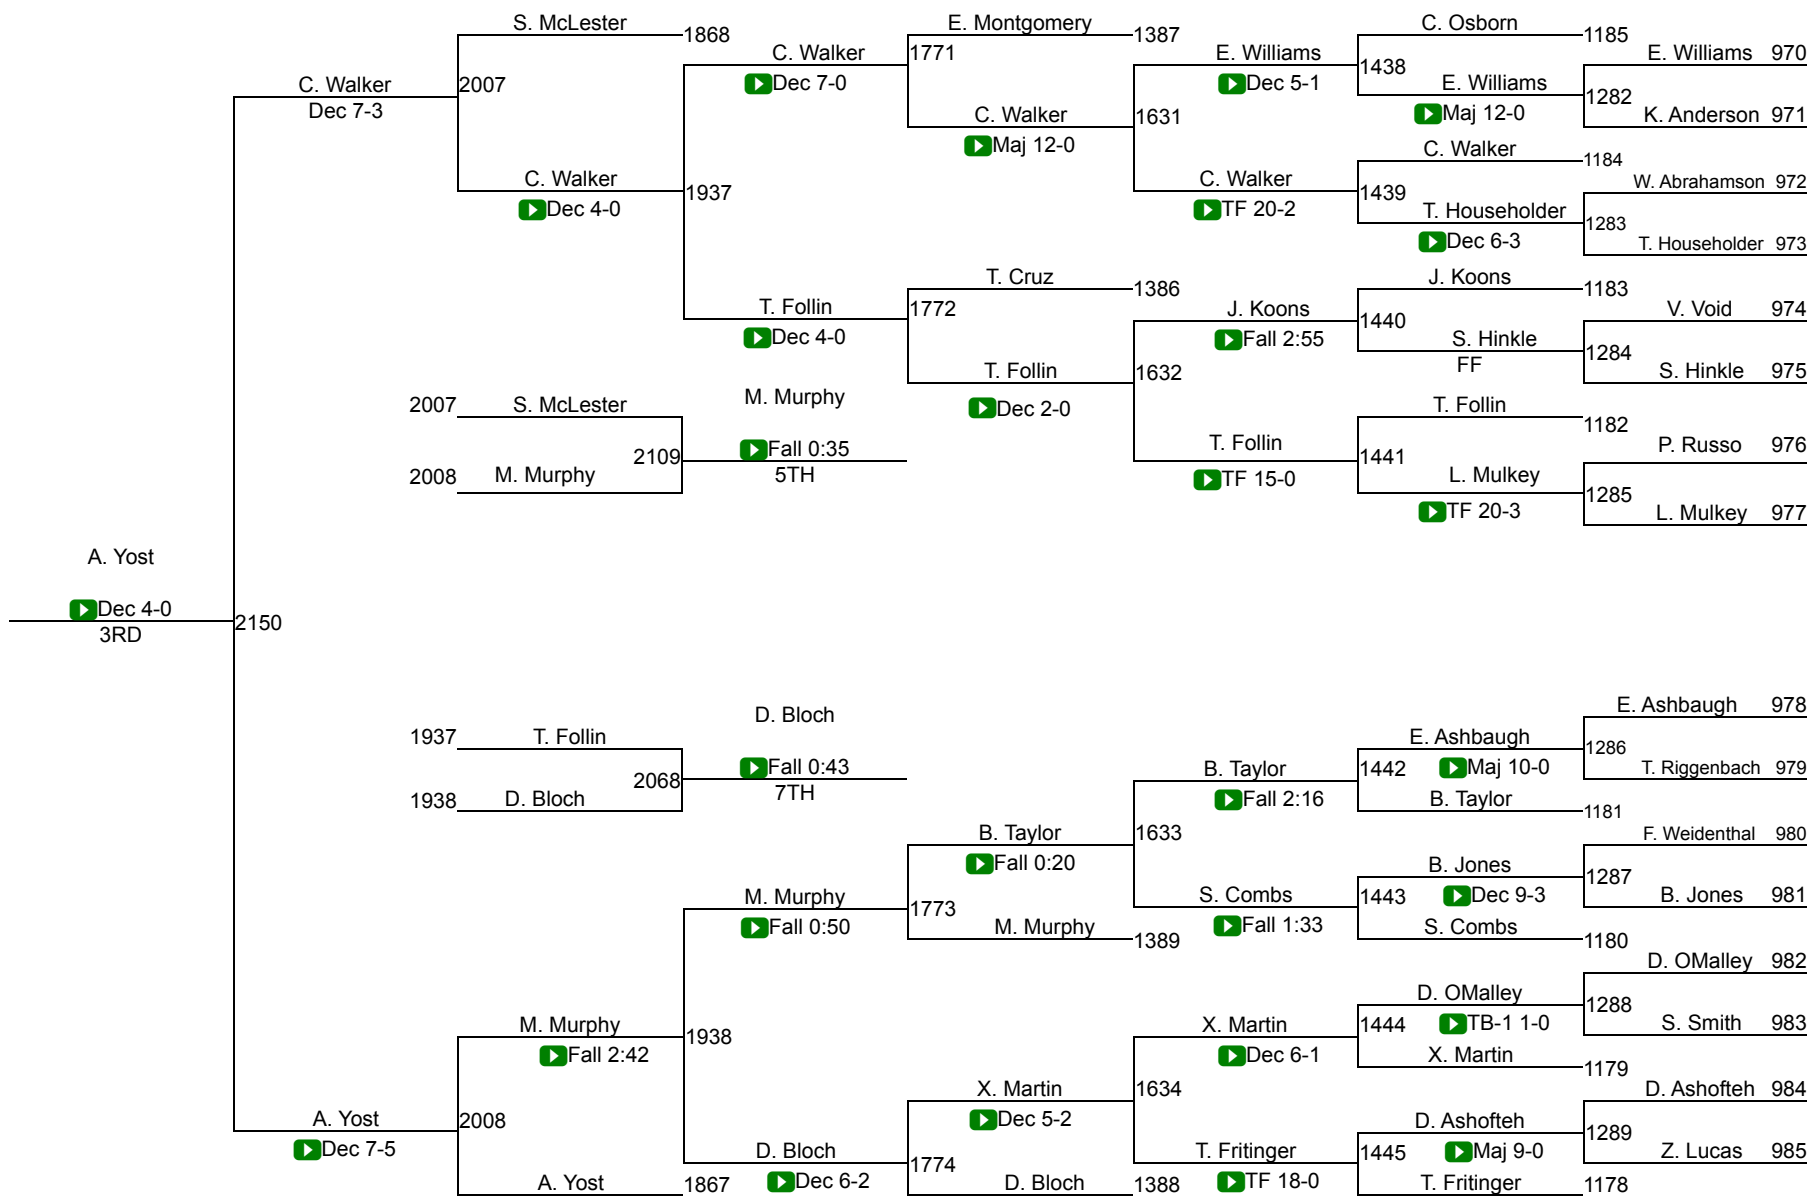 S. McLester
1868
E. Montgomery
1387
C. Osborn
1185
C. Walker
Dec 7-0
1771
E. Williams
Dec 5-1
1438
E. Williams 970
C. Walker
Dec 7-3
2007
E. Williams
Maj 12-0
1282
K. Anderson 971
C. Walker
Maj 12-0
1631
C. Walker
1184
C. Walker
Dec 4-0
1937
C. Walker
TF 20-2
1439
W. Abrahamson 972
T. Householder
Dec 6-3
1283
T. Householder 973
T. Cruz
1386
J. Koons
1183
T. Follin
Dec 4-0
1772
J. Koons
Fall 2:55
1440
V. Void 974
S. Hinkle
FF
1284
S. Hinkle 975
T. Follin
Dec 2-0
1632
2007 S. McLester
M. Murphy
T. Follin
1182
2109
Fall 0:35
5TH
2008 M. Murphy
T. Follin
TF 15-0
1441
P. Russo 976
L. Mulkey
TF 20-3
1285
L. Mulkey 977
A. Yost
Dec 4-0
3RD
2150
D. Bloch
1937 T. Follin
2068
Fall 0:43
7TH
1938 D. Bloch
E. Ashbaugh 978
E. Ashbaugh
Maj 10-0
1286
T. Riggenbach 979
B. Taylor
Fall 2:16
1442
B. Taylor
1181
B. Taylor
Fall 0:20
1633
F. Weidenthal 980
B. Jones
Dec 9-3
1287
B. Jones 981
M. Murphy
Fall 0:50
1773
S. Combs
Fall 1:33
1443
M. Murphy
1389
S. Combs
1180
D. OMalley 982
D. OMalley
TB-1 1-0
1288
S. Smith 983
M. Murphy
Fall 2:42
1938
X. Martin
Dec 6-1
1444
X. Martin
1179
X. Martin
Dec 5-2
1634
D. Ashofteh 984
A. Yost
Dec 7-5
2008
D. Ashofteh
Maj 9-0
1289
Z. Lucas 985
D. Bloch
Dec 6-2
1774
T. Fritinger
TF 18-0
1445
A. Yost
1867
D. Bloch
1388
T. Fritinger
1178